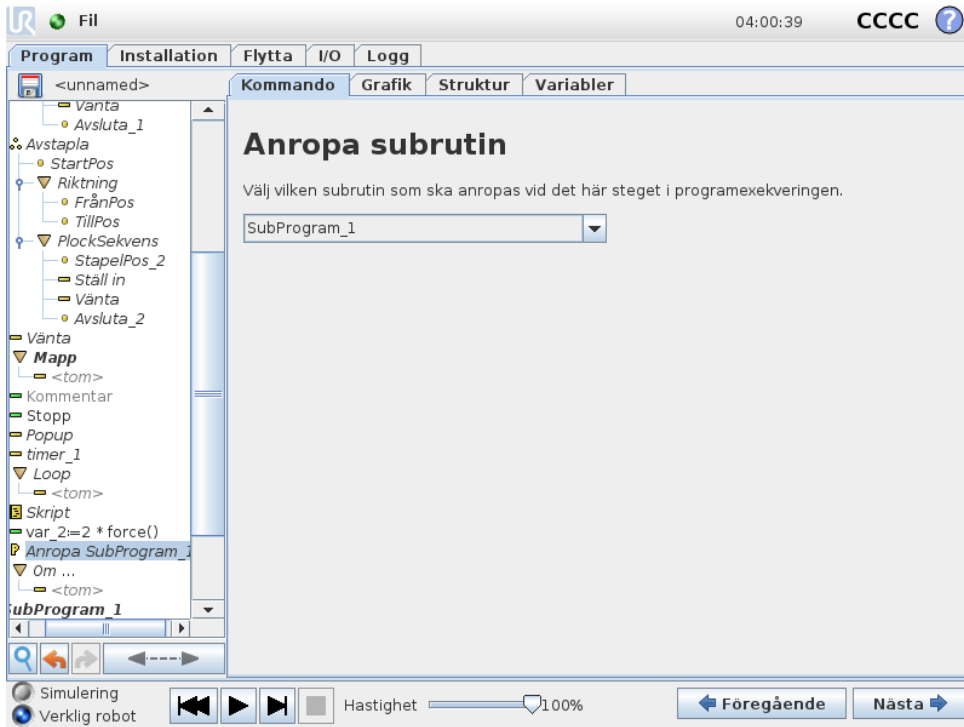 UR Fil 04:00:39 CCCC ?
Program Installation Flytta I/O Logg
<unnamed>
Kommando Grafik Struktur Variabler
Vänta
Avsluta_1
Avstapla
StartPos
Riktning
FrånPos
TillPos
PlockSekvens
StapelPos_2
Ställ in
Vänta
Avsluta_2
Vänta
Mapp
<tom>
Kommentar
Stopp
Popup
timer_1
Loop
<tom>
Skript
var_2:=2 * force()
Anropa SubProgram_1
Om ...
<tom>
SubProgram_1
Anropa subrutin
Välj vilken subrutin som ska anropas vid det här steget i programexekveringen.
SubProgram_1
Simulering
Verklig robot
Hastighet 100%
Föregående Nästa